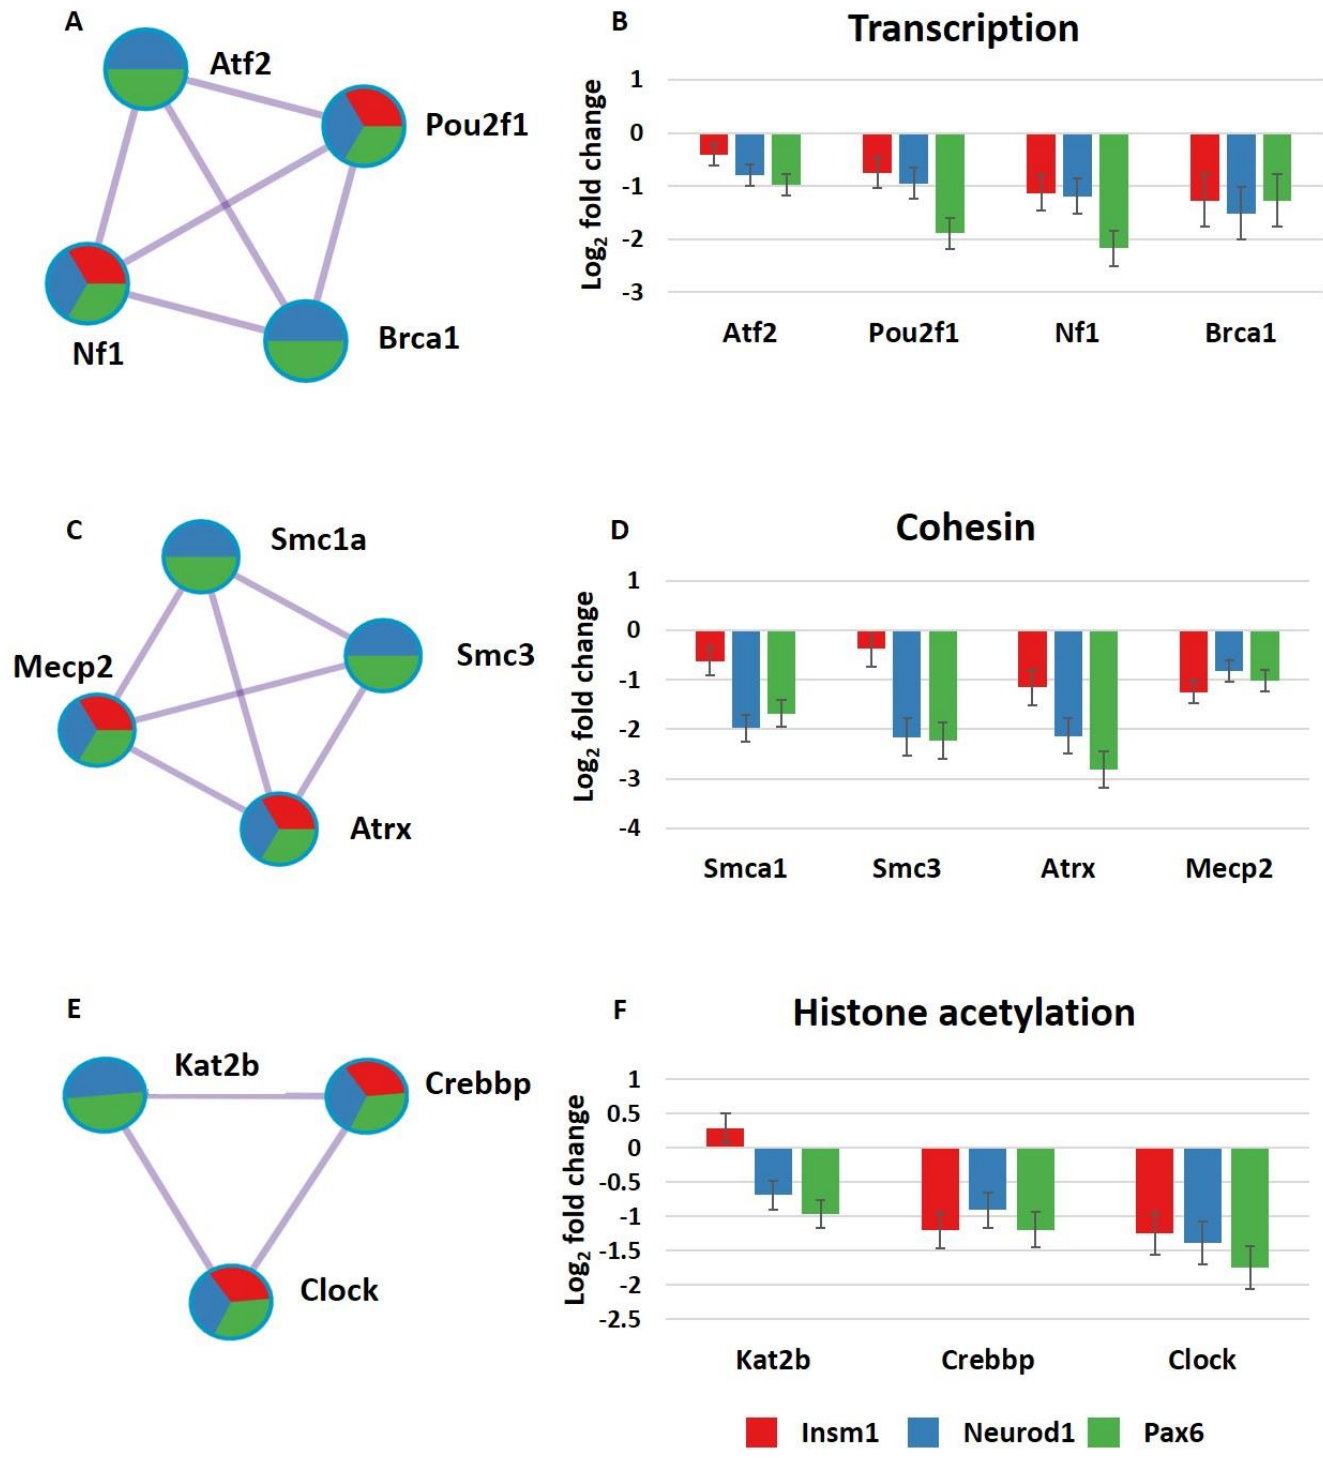 A
Atf2
Pou2f1
Nf1
Brca1
B
Transcription
Log2 fold change
1
0
-1
-2
-3
Atf2 Pou2f1 Nf1 Brca1
C
Smc1a
Smc3
Mecp2
Atrx
D
Cohesin
Log2 fold change
1
0
-1
-2
-3
-4
Smca1 Smc3 Atrx Mecp2
E
Kat2b
Crebbp
Clock
F
Histone acetylation
Log2 fold change
1
0.5
0
-0.5
-1
-1.5
-2
-2.5
Kat2b Crebbp Clock
Insm1 Neurod1 Pax6